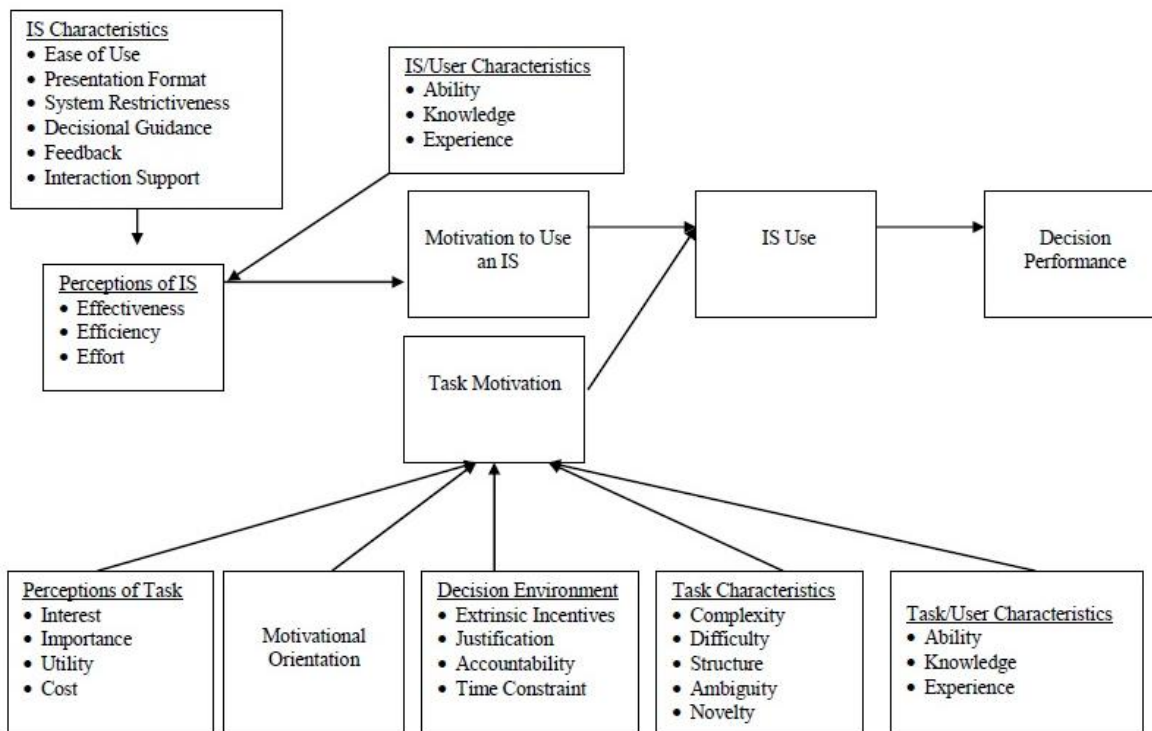 IS Characteristics
• Ease of Use
• Presentation Format
• System Restrictiveness
• Decisional Guidance
• Feedback
• Interaction Support
IS/User Characteristics
• Ability
• Knowledge
• Experience
Perceptions of IS
• Effectiveness
• Efficiency
• Effort
Motivation to Use
an IS
IS Use
Decision
Performance
Task Motivation
Perceptions of Task
• Interest
• Importance
• Utility
• Cost
Motivational
Orientation
Decision Environment
• Extrinsic Incentives
• Justification
• Accountability
• Time Constraint
Task Characteristics
• Complexity
• Difficulty
• Structure
• Ambiguity
• Novelty
Task/User Characteristics
• Ability
• Knowledge
• Experience